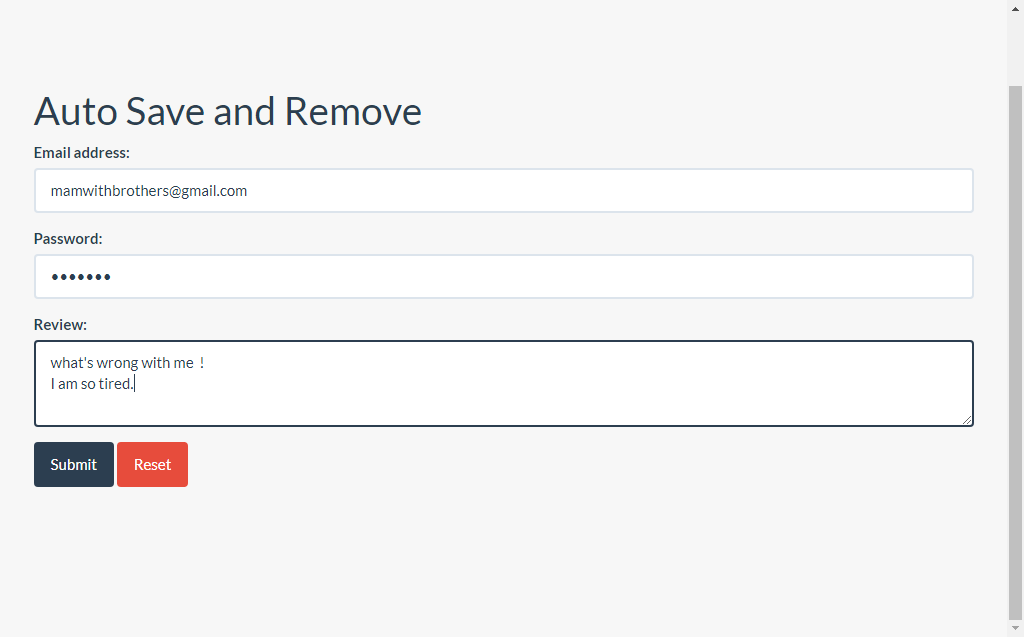 Auto Save and Remove
Email address:
mamwithbrothers@gmail.com
Password:
•••••••
Review:
what's wrong with me！
I am so tired.
Submit Reset